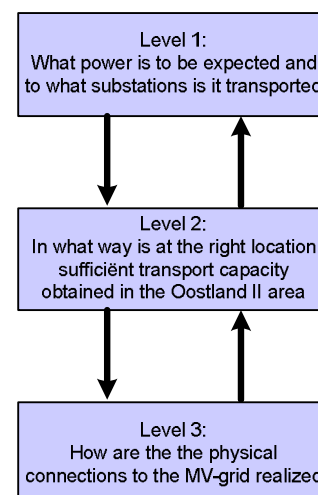 Level 1:
What power is to be expected and
to what substations is it transported
Level 2:
In what way is at the right location
sufficiënt transport capacity
obtained in the Oostland II area
Level 3:
How are the the physical
connections to the MV-grid realized